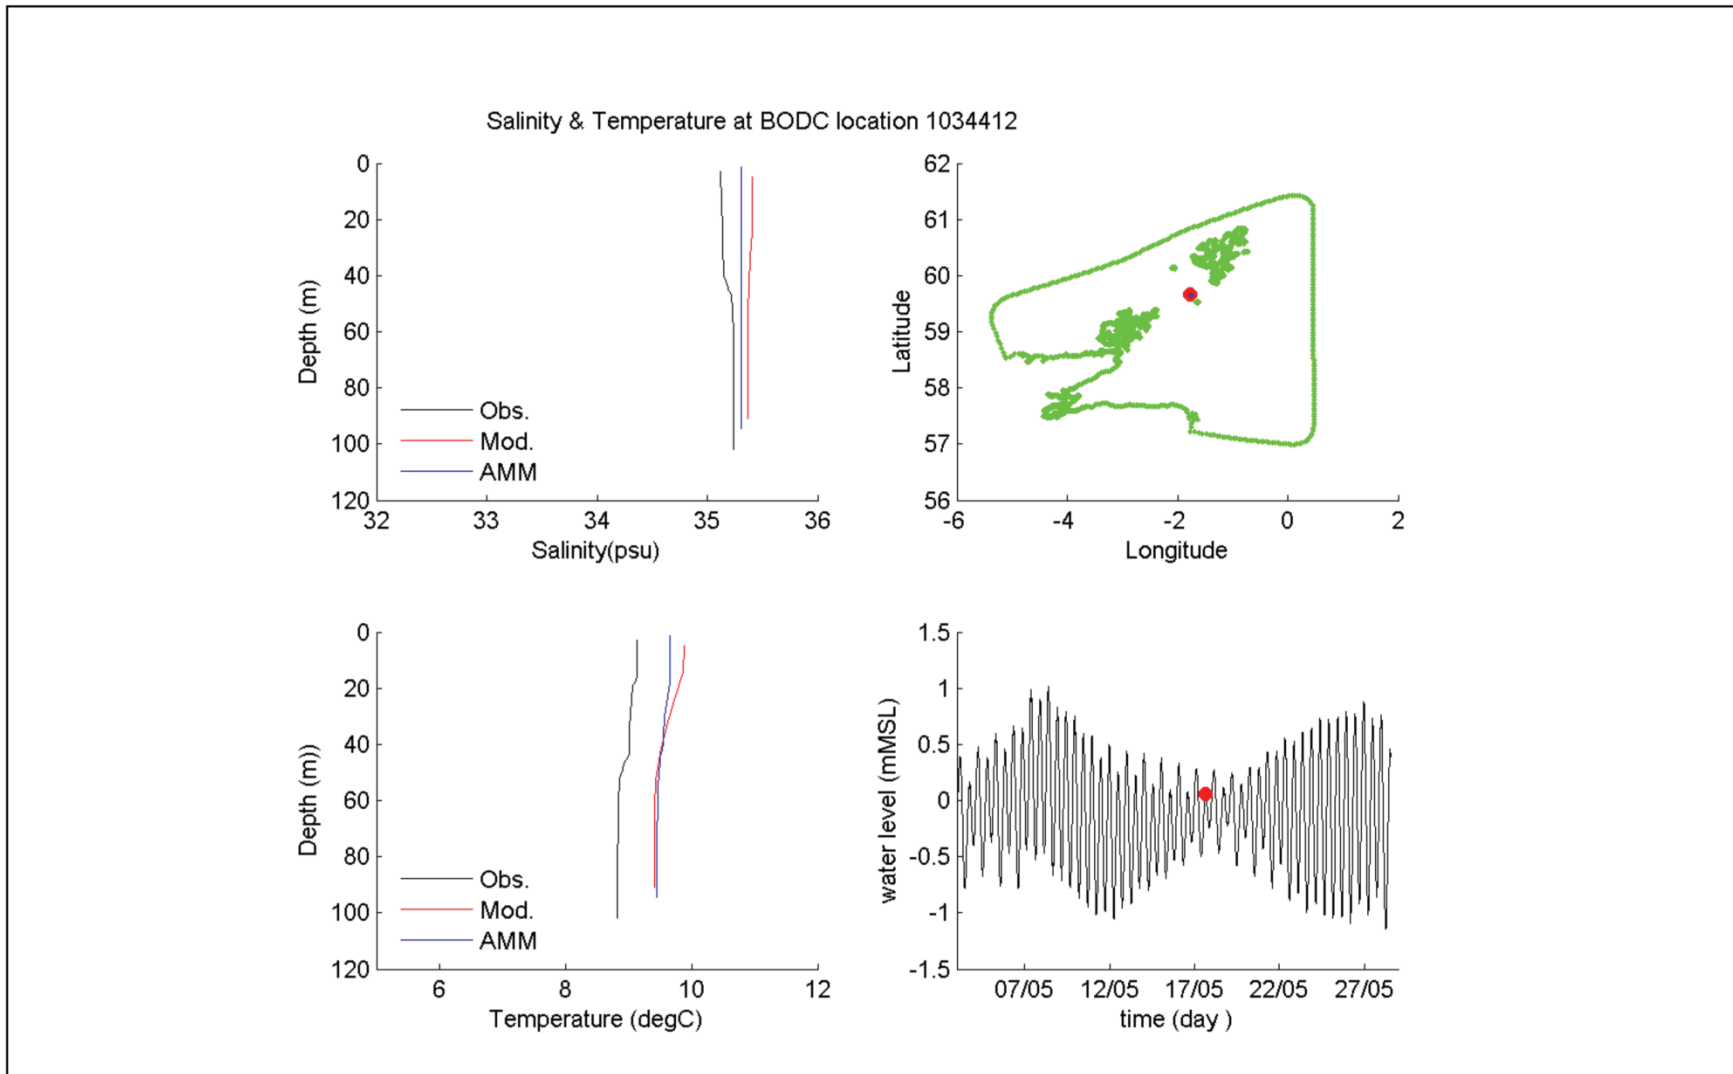 Salinity & Temperature at BODC location 1034412
0
20
40
60
80
100
120
Depth (m)
Obs.
Mod.
AMM
32 33 34 35 36
Salinity(psu)
62
61
60
59
58
57
56
Latitude
-6 -4 -2 0 2
Longitude
0
20
40
60
80
100
120
Depth (m))
Obs.
Mod.
AMM
6 8 10 12
Temperature (degC)
1.5
1
0.5
0
-0.5
-1
-1.5
water level (mMSL)
07/05 12/05 17/05 22/05 27/05
time (day )